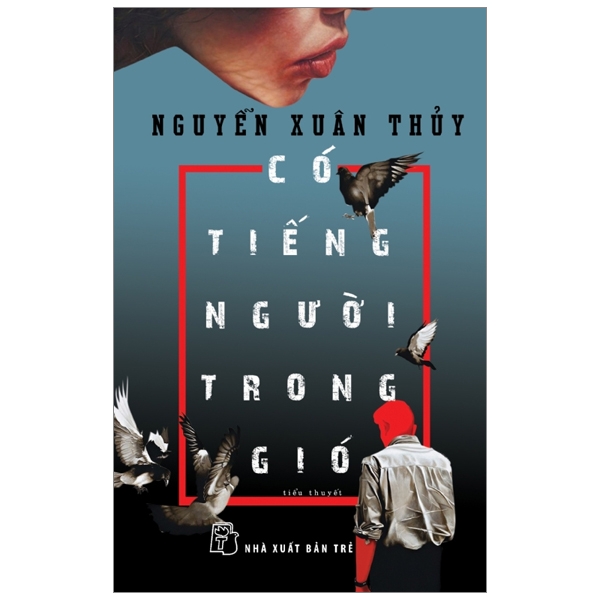 NGUYỄN XUÂN THỦY
CÓ
TIẾNG
NGƯỜI
TRONG
GIÓ
tiểu thuyết
NHÀ XUẤT BẢN TRẺ